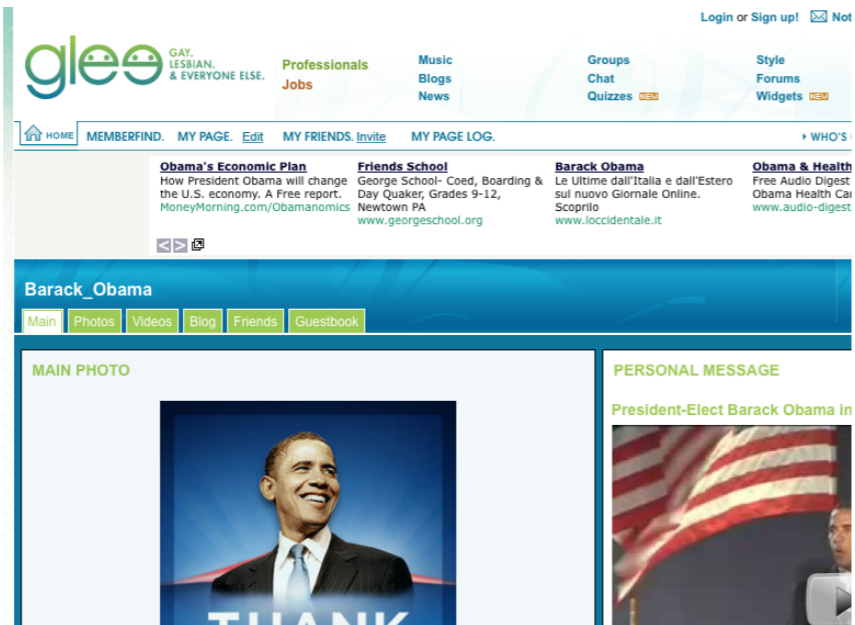 Login or Sign up! Not
glee
GAY.
LESBIAN.
& EVERYONE ELSE.
Professionals
Jobs
Music
Blogs
News
Groups
Chat
Quizzes NEW
Style
Forums
Widgets NEW
HOME MEMBERFIND. MY PAGE. Edit MY FRIENDS. Invite MY PAGE LOG. WHO'S
Obama's Economic Plan
How President Obama will change
the U.S. economy. A Free report.
MoneyMorning.com/Obamanomics
Friends School
George School- Coed, Boarding &
Day Quaker, Grades 9-12,
Newtown PA
www.georgeschool.org
Barack Obama
Le Ultime dall'Italia e dall'Estero
sul nuovo Giornale Online.
Scoprilo
www.loccidentale.it
Obama & Health
Free Audio Digest
Obama Health Car
www.audio-digest
Barack_Obama
Main Photos Videos Blog Friends Guestbook
MAIN PHOTO
THANK
PERSONAL MESSAGE
President-Elect Barack Obama in